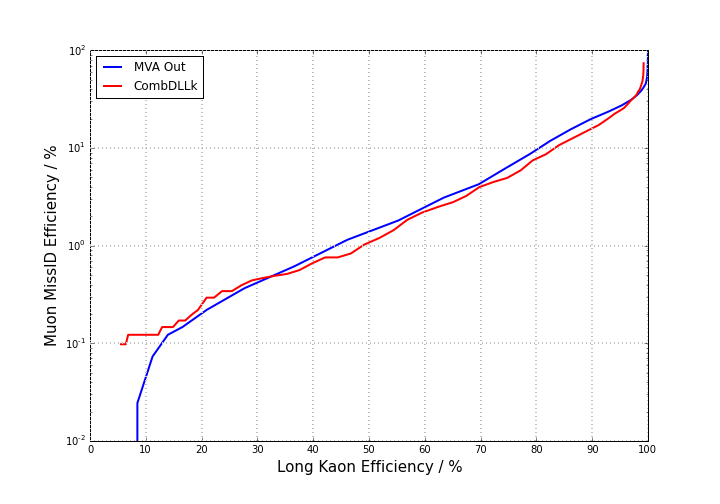 MVA Out
CombDLLk
10²
10¹
10⁰
10⁻¹
10⁻²
Muon MissID Efficiency / %
0 10 20 30 40 50 60 70 80 90 100
Long Kaon Efficiency / %